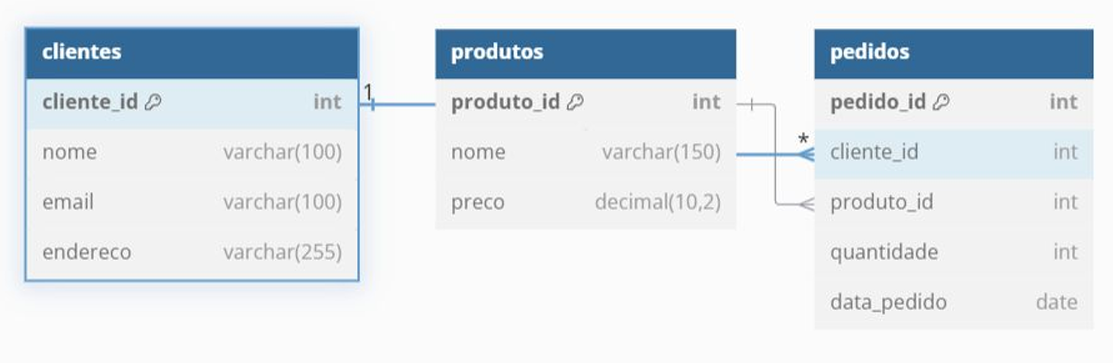 clientes
cliente_id int
nome varchar(100)
email varchar(100)
endereco varchar(255)
1
produtos
produto_id int
nome varchar(150)
preco decimal(10,2)
*
pedidos
pedido_id int
cliente_id int
produto_id int
quantidade int
data_pedido date